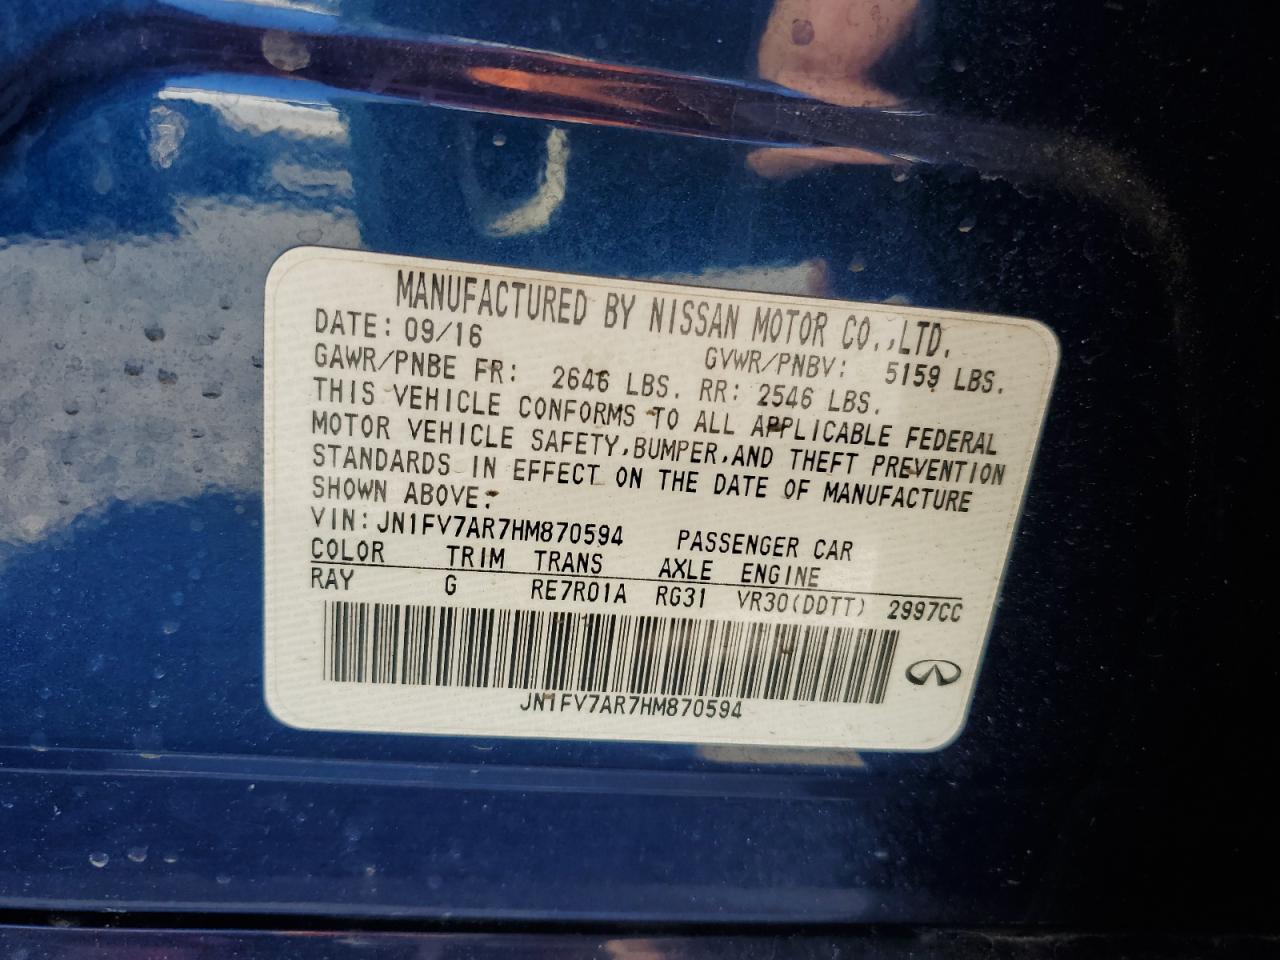 MANUFACTURED BY NISSAN MOTOR CO.,LTD.
DATE: 09/16 GVWR/PNBV: 5159 LBS.
GAWR/PNBE FR: 2646 LBS. RR: 2546 LBS.
THIS VEHICLE CONFORMS TO ALL APPLICABLE FEDERAL
MOTOR VEHICLE SAFETY,BUMPER,AND THEFT PREVENTION
STANDARDS IN EFFECT ON THE DATE OF MANUFACTURE
SHOWN ABOVE:
VIN:JN1FV7AR7HM870594 PASSENGER CAR
COLOR TRIM TRANS AXLE ENGINE
RAY G RE7R01A RG31 VR30(DDTT) 2997CC
JN1FV7AR7HM870594